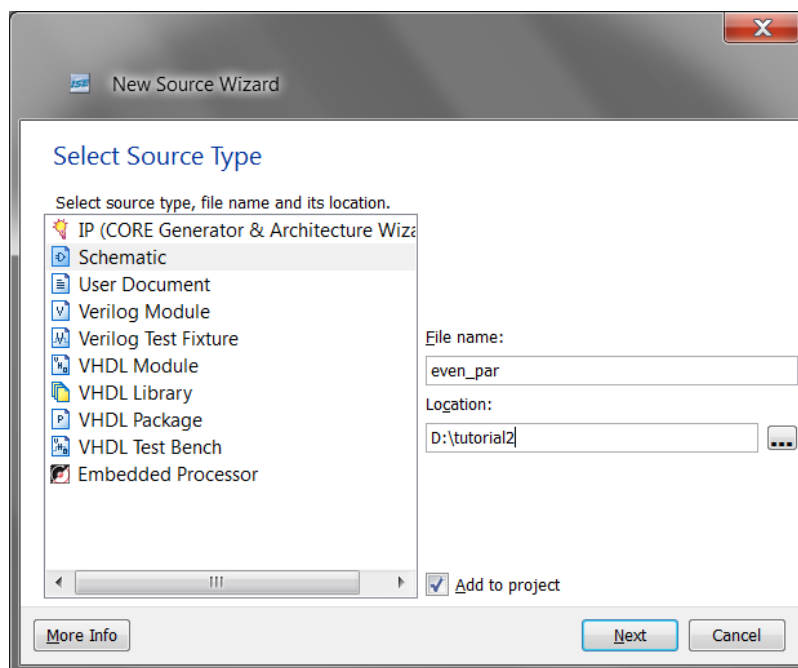 ISE New Source Wizard
Select Source Type
Select source type, file name and its location.
IP (CORE Generator & Architecture Wiza
Schematic
User Document
Verilog Module
Verilog Test Fixture
VHDL Module
VHDL Library
VHDL Package
VHDL Test Bench
Embedded Processor
File name:
even_par
Location:
D:\tutorial2
...
Add to project
More Info
Next
Cancel